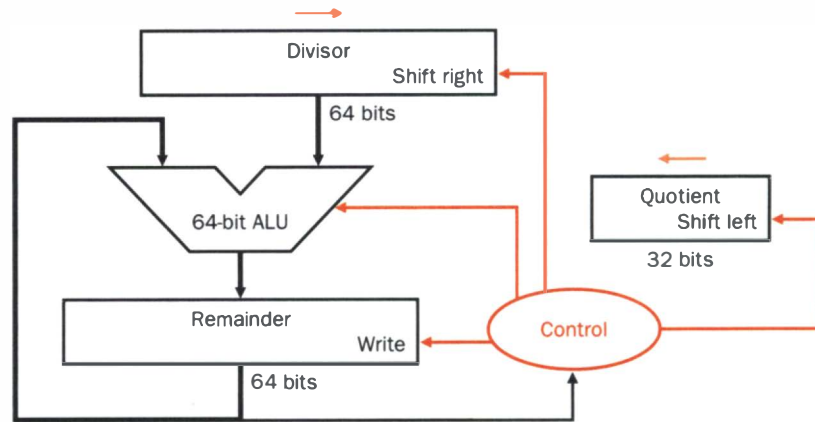 Divisor
Shift right
64 bits
64-bit ALU
Quotient
Shift left
32 bits
Remainder
Write
Control
64 bits